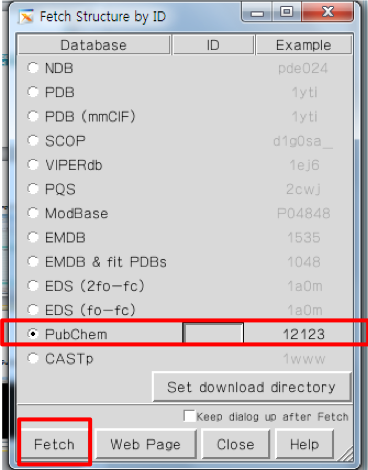 Fetch Structure by ID
Database ID Example
NDB pde024
PDB 1yti
PDB (mmCIF) 1yti
SCOP d1g0sa_
VIPERdb 1ej6
PQS 2cwj
ModBase P04848
EMDB 1535
EMDB & fit PDBs 1048
EDS (2fo-fc) 1a0m
EDS (fo-fc) 1a0m
PubChem 12123
CASTp 1www
Set download directory
Keep dialog up after Fetch
Fetch Web Page Close Help